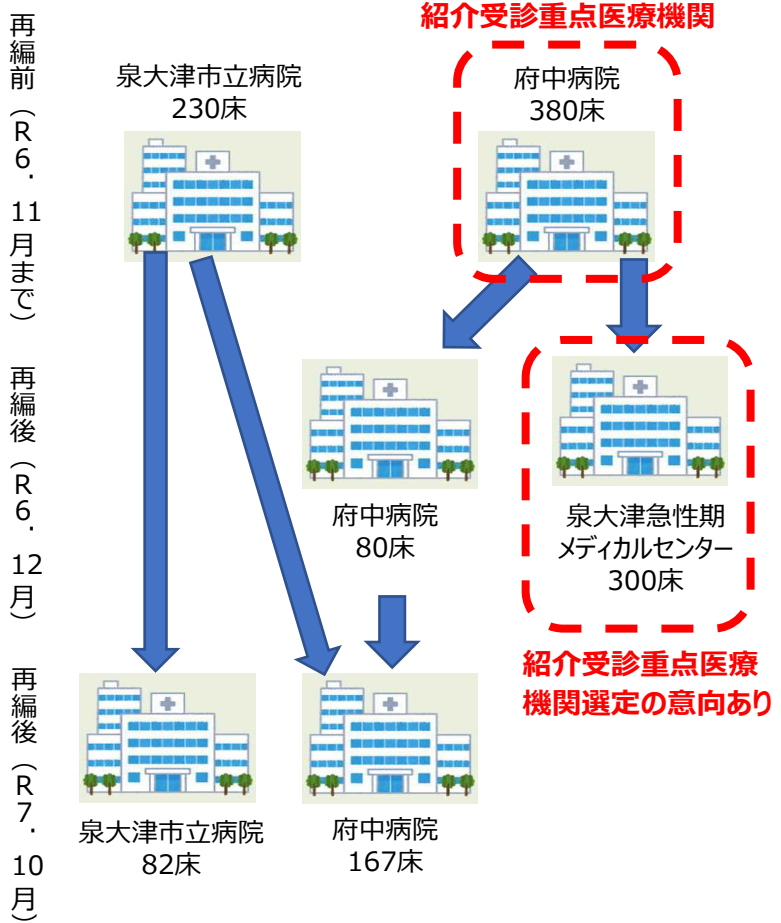 紹介受診重点医療機関
再編前（R6．11月まで）
泉大津市立病院
230床
府中病院
380床
再編後（R6．12月）
府中病院
80床
泉大津急性期
メディカルセンター
300床
紹介受診重点医療
機関選定の意向あり
再編後（R7．10月）
泉大津市立病院
82床
府中病院
167床